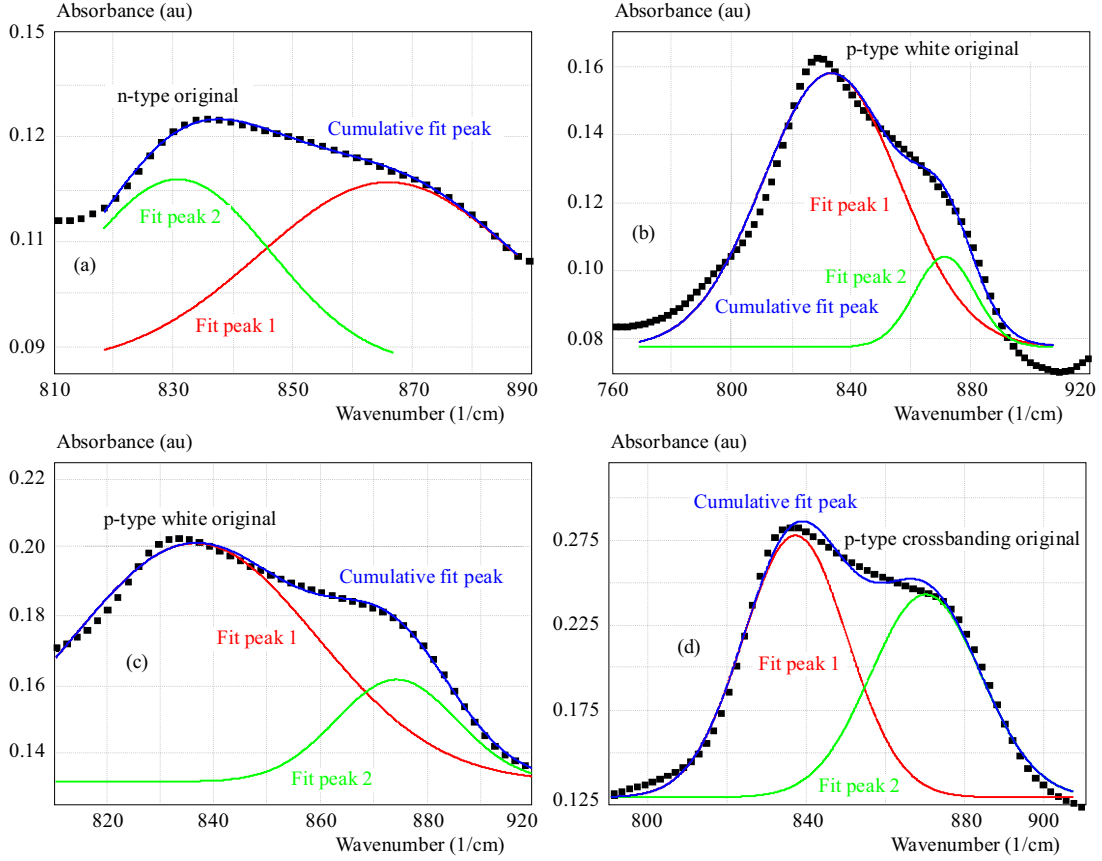 Absorbance (au)
0.15
0.12
0.11
0.09
n-type original
Cumulative fit peak
Fit peak 2
(a)
Fit peak 1
810 830 850 870 890
Wavenumber (1/cm)
Absorbance (au)
0.16
0.14
0.12
0.10
0.08
p-type white original
Fit peak 1
(b)
Fit peak 2
Cumulative fit peak
760 800 840 880 920
Wavenumber (1/cm)
Absorbance (au)
0.22
0.20
0.18
0.16
0.14
p-type white original
Cumulative fit peak
Fit peak 1
(c)
Fit peak 2
820 840 860 880 920
Wavenumber (1/cm)
Absorbance (au)
0.275
0.225
0.175
0.125
Cumulative fit peak
p-type crossbanding original
(d)
Fit peak 1
Fit peak 2
800 840 880 900
Wavenumber (1/cm)